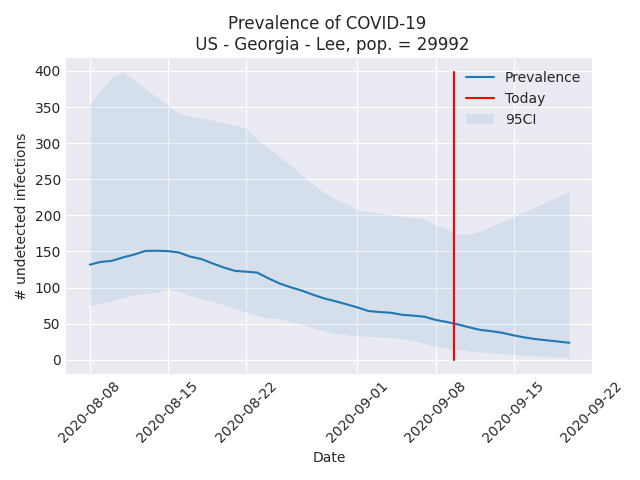 Prevalence of COVID-19
US - Georgia - Lee, pop. = 29992
Prevalence
Today
95CI
400
350
300
250
200
150
100
50
0
# undetected infections
2020-08-08
2020-08-15
2020-08-22
2020-09-01
2020-09-08
2020-09-15
2020-09-22
Date